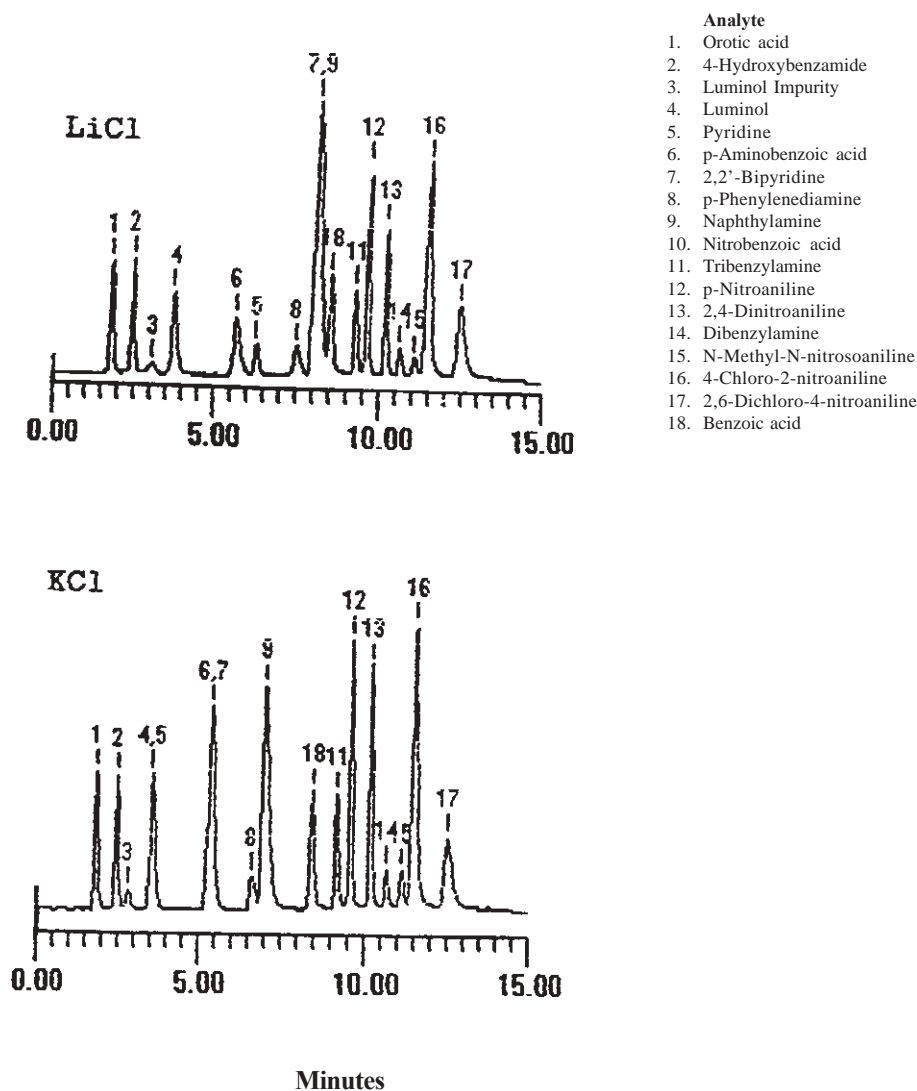 Analyte
1. Orotic acid
2. 4-Hydroxybenzamide
3. Luminol Impurity
4. Luminol
5. Pyridine
6. p-Aminobenzoic acid
7. 2,2’-Bipyridine
8. p-Phenylenediamine
9. Naphthylamine
10. Nitrobenzoic acid
11. Tribenzylamine
12. p-Nitroaniline
13. 2,4-Dinitroaniline
14. Dibenzylamine
15. N-Methyl-N-nitrosoaniline
16. 4-Chloro-2-nitroaniline
17. 2,6-Dichloro-4-nitroaniline
18. Benzoic acid
LiCl
1 2 3 4 6 5 8 7,9 8 11 12 13 16 17
0.00 5.00 10.00 15.00
KCl
1 2 3 4,5 6,7 9 18 11 12 13 16 17
0.00 5.00 10.00 15.00
Minutes